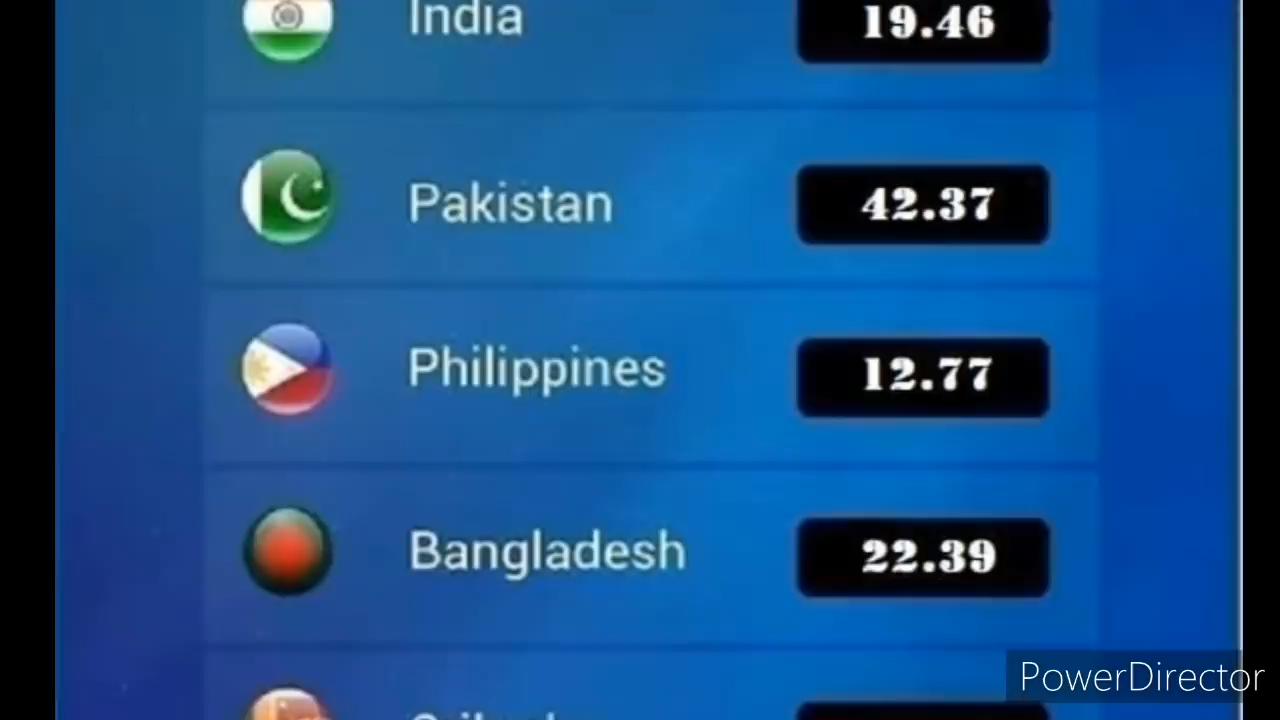 India 19.46
Pakistan 42.37
Philippines 12.77
Bangladesh 22.39
PowerDirector